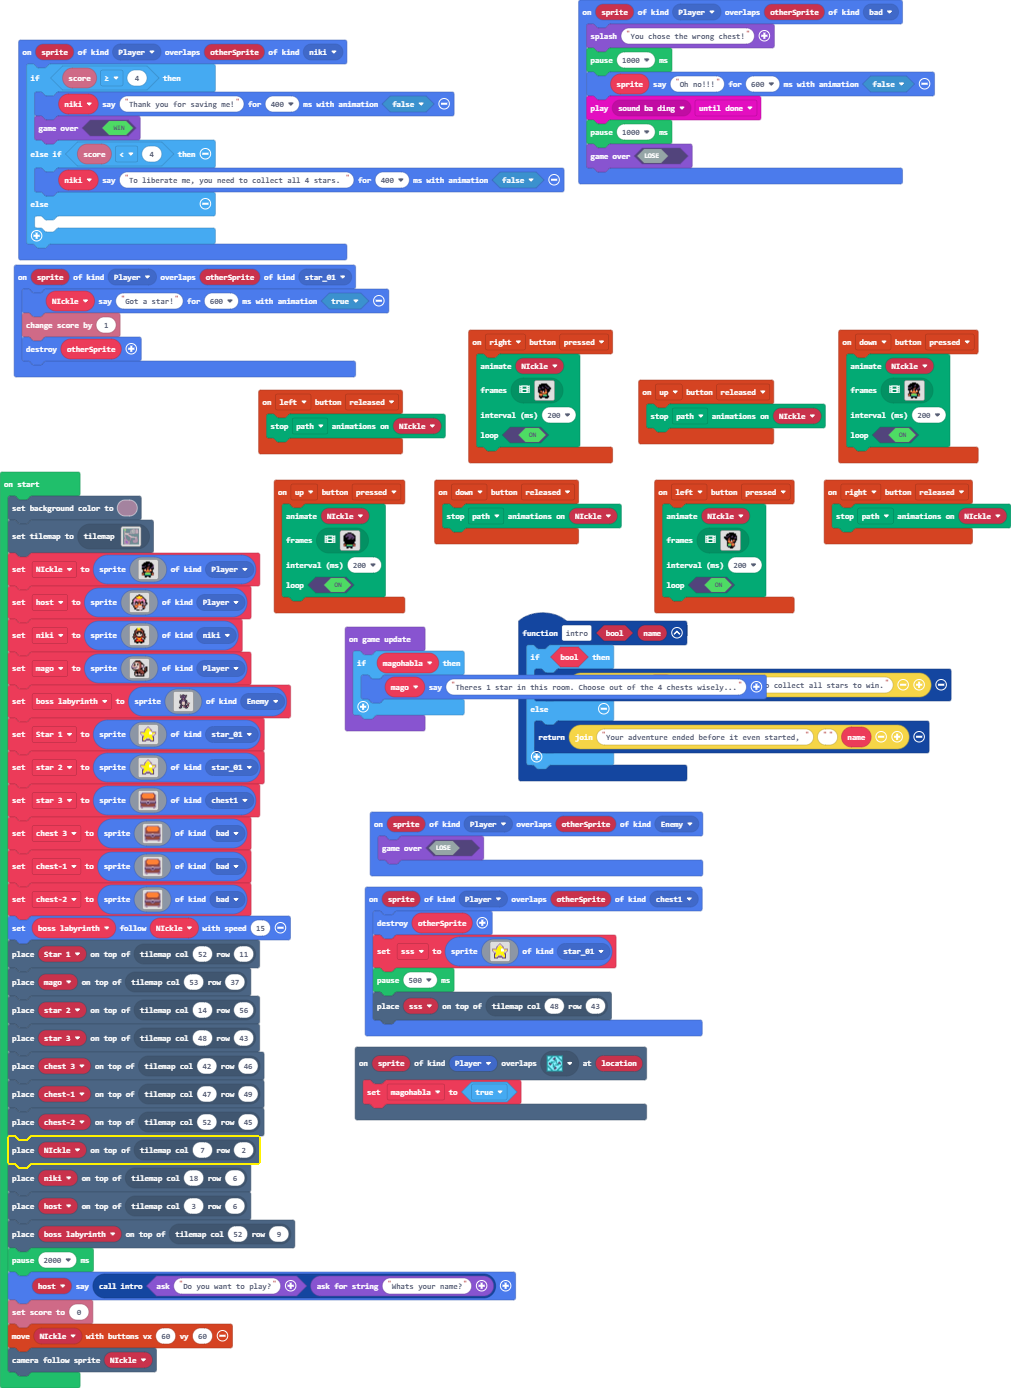 on sprite of kind Player overlaps otherSprite of kind niki
if score ≥ 4 then
niki say "Thank you for saving me!" for 400 ms with animation false
game over WIN
else if score < 4 then
niki say "To liberate me, you need to collect all 4 stars. " for 400 ms with animation false
else
on sprite of kind Player overlaps otherSprite of kind bad
splash "You chose the wrong chest!"
pause 1000 ms
sprite say "Oh no!!!" for 600 ms with animation false
play sound ba ding until done
pause 1000 ms
game over LOSE
on sprite of kind Player overlaps otherSprite of kind star_01
NIckle say "Got a star!" for 600 ms with animation true
change score by 1
destroy otherSprite
on left button released
stop path animations on NIckle
on right button pressed
animate NIckle
frames
interval (ms) 200
loop ON
on up button released
stop path animations on NIckle
on down button pressed
animate NIckle
frames
interval (ms) 200
loop ON
on up button pressed
animate NIckle
frames
interval (ms) 200
loop ON
on down button released
stop path animations on NIckle
on left button pressed
animate NIckle
frames
interval (ms) 200
loop ON
on right button released
stop path animations on NIckle
on start
set background color to
set tilemap to tilemap
set NIckle to sprite of kind Player
set host to sprite of kind Player
set niki to sprite of kind niki
set mago to sprite of kind Player
set boss labyrinth to sprite of kind Enemy
set Star 1 to sprite of kind star_01
set star 2 to sprite of kind star_01
set star 3 to sprite of kind chest1
set chest 3 to sprite of kind bad
set chest-1 to sprite of kind bad
set chest-2 to sprite of kind bad
set boss labyrinth follow NIckle with speed 15
place Star 1 on top of tilemap col 52 row 11
place mago on top of tilemap col 53 row 37
place star 2 on top of tilemap col 14 row 56
place star 3 on top of tilemap col 48 row 43
place chest 3 on top of tilemap col 42 row 46
place chest-1 on top of tilemap col 47 row 49
place chest-2 on top of tilemap col 52 row 45
place NIckle on top of tilemap col 7 row 2
place niki on top of tilemap col 18 row 6
place host on top of tilemap col 3 row 6
place boss labyrinth on top of tilemap col 52 row 9
pause 2000 ms
host say call intro ask "Do you want to play?" ask for string "Whats your name?"
set score to 0
move NIckle with buttons vx 60 vy 60
camera follow sprite NIckle
on game update
if magohabla then
mago say "Theres 1 star in this room. Choose out of the 4 chests wisely..."
function intro bool name
if bool then
collect all stars to win."
else
return join "Your adventure ended before it even started, " " " name
on sprite of kind Player overlaps otherSprite of kind Enemy
game over LOSE
on sprite of kind Player overlaps otherSprite of kind chest1
destroy otherSprite
set sss to sprite of kind star_01
pause 500 ms
place sss on top of tilemap col 48 row 43
on sprite of kind Player overlaps at location
set magohabla to true